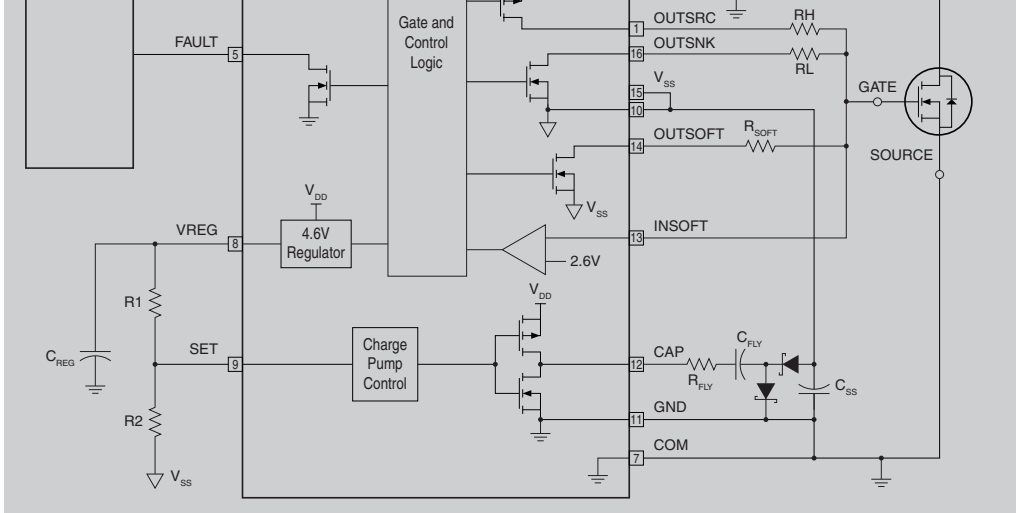 OUTSRC
RH
1
Gate and
Control
Logic
FAULT
5
OUTSNK
16
RL
VSS
15
10
GATE
OUTSOFT
RSOFT
14
SOURCE
VDD
VSS
VREG
8
4.6V
Regulator
INSOFT
13
2.6V
VDD
R1
CREG
SET
9
Charge
Pump
Control
CAP
12
CFLY
RFLY
CSS
GND
11
R2
COM
7
VSS